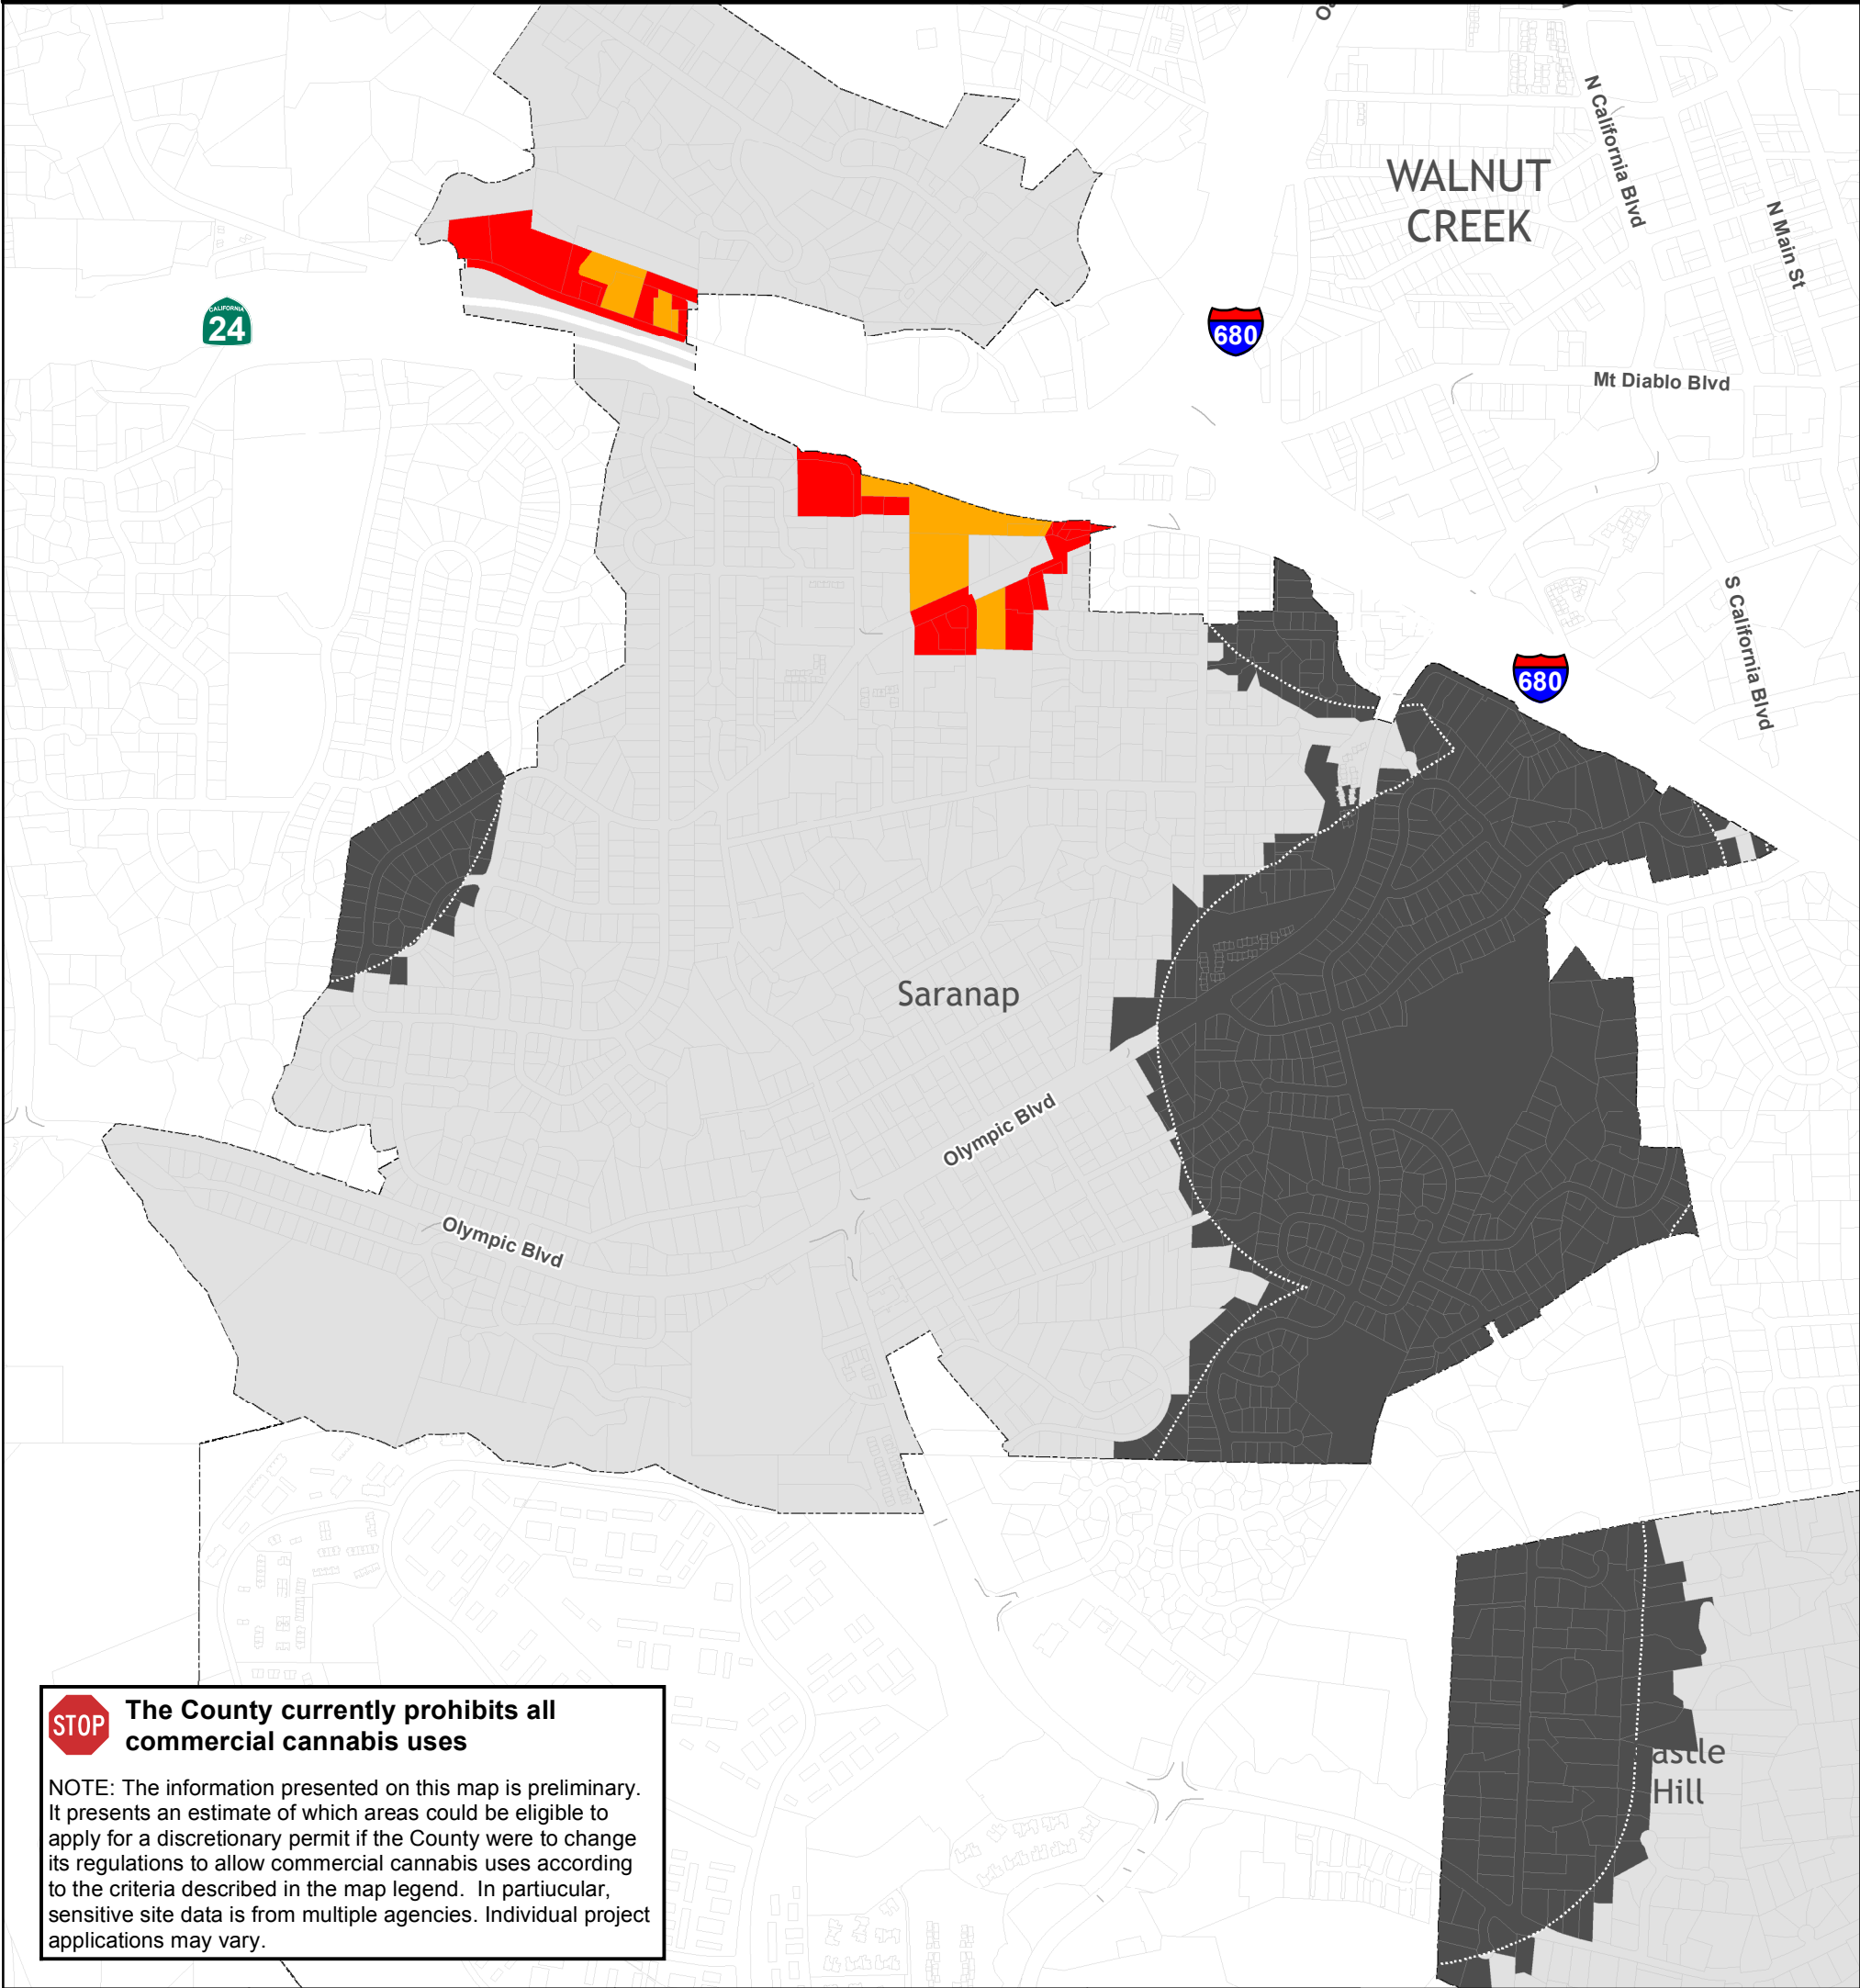 WALNUT
CREEK
N California Blvd
N Main St
CALIFORNIA
24
680
Mt Diablo Blvd
S California Blvd
680
Saranap
Olympic Blvd
Olympic Blvd
astle
Hill
STOP
The County currently prohibits all
commercial cannabis uses
NOTE: The information presented on this map is preliminary.
It presents an estimate of which areas could be eligible to
apply for a discretionary permit if the County were to change
its regulations to allow commercial cannabis uses according
to the criteria described in the map legend.  In partiucular,
sensitive site data is from multiple agencies. Individual project
applications may vary.